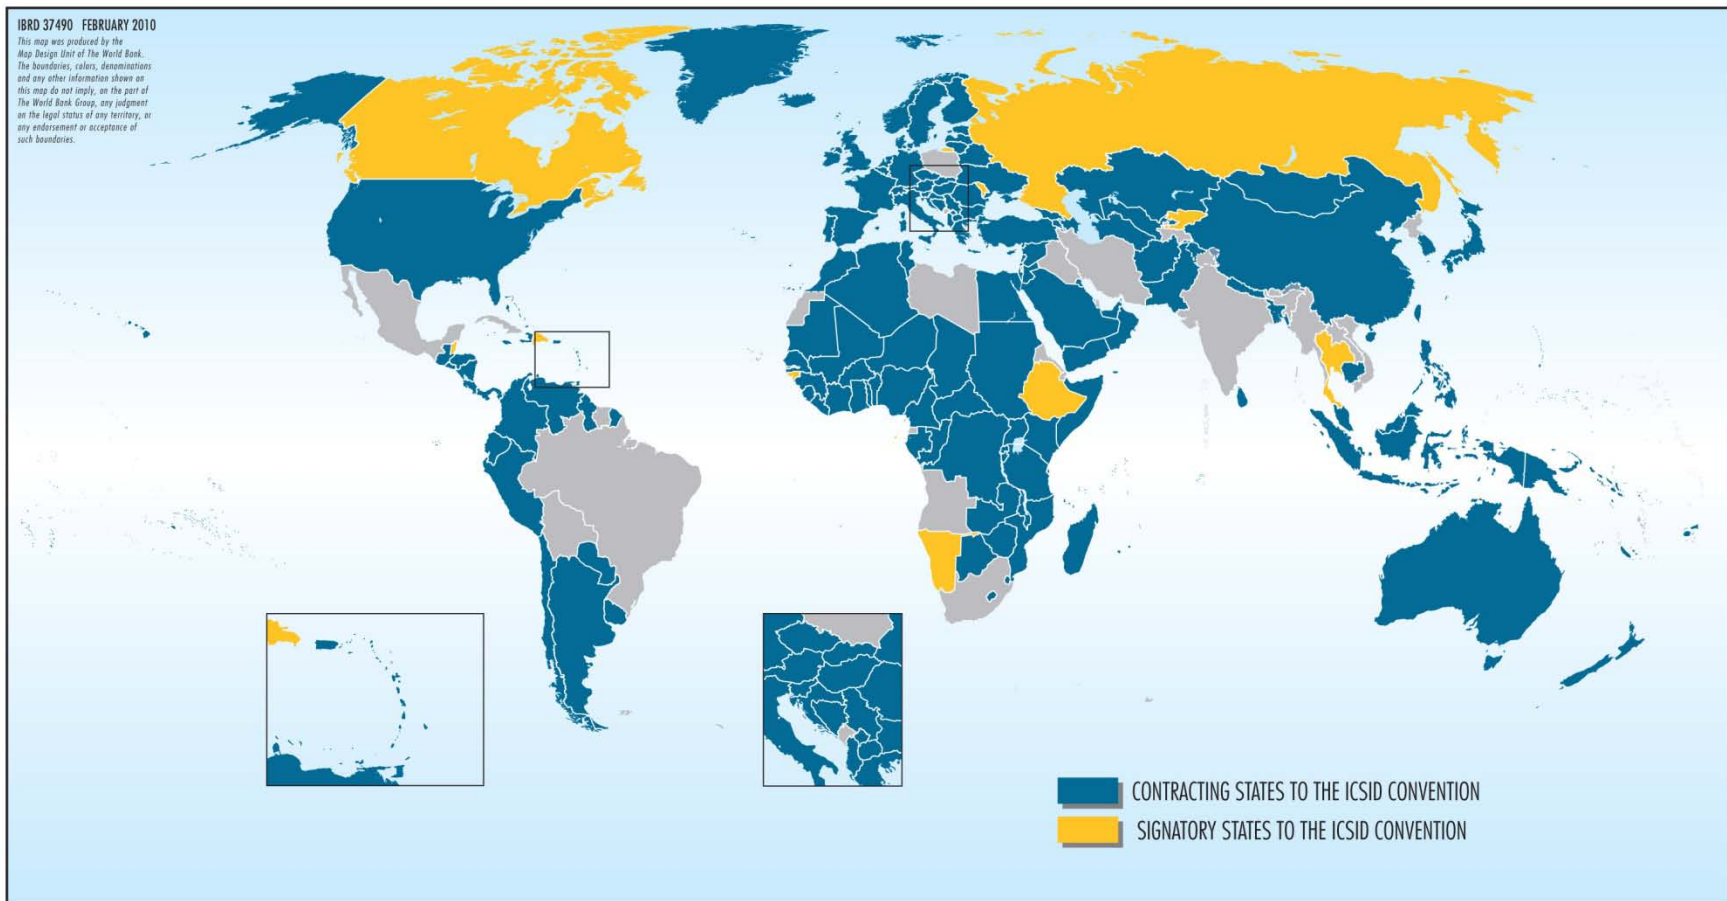 IBRD 37490 FEBRUARY 2010
This map was produced by the
Map Design Unit of The World Bank.
The boundaries, colors, denominations
and any other information shown on
this map do not imply, on the part of
The World Bank Group, any judgment
on the legal status of any territory, or
any endorsement or acceptance of
such boundaries.
CONTRACTING STATES TO THE ICSID CONVENTION
SIGNATORY STATES TO THE ICSID CONVENTION